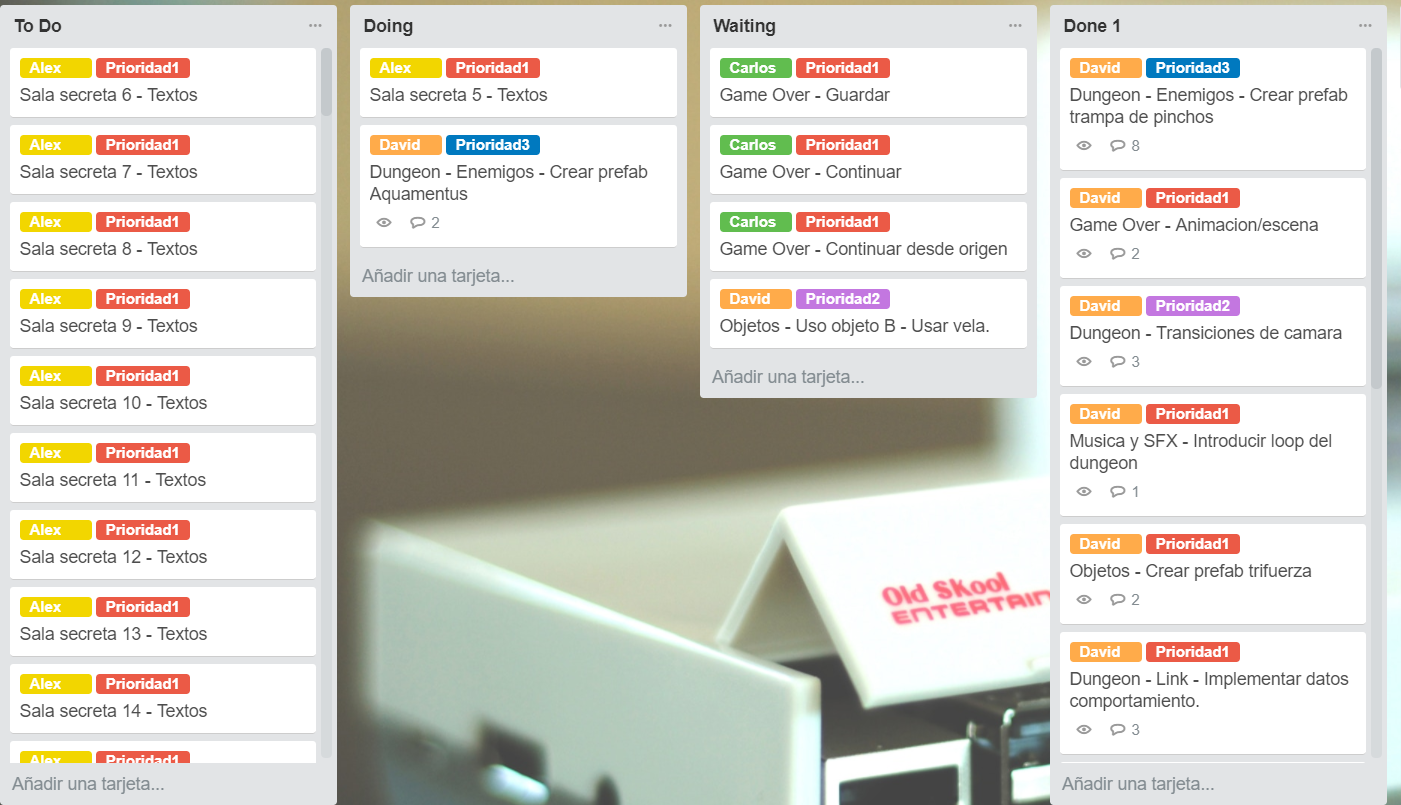 To Do
Alex Prioridad1
Sala secreta 6 - Textos
Alex Prioridad1
Sala secreta 7 - Textos
Alex Prioridad1
Sala secreta 8 - Textos
Alex Prioridad1
Sala secreta 9 - Textos
Alex Prioridad1
Sala secreta 10 - Textos
Alex Prioridad1
Sala secreta 11 - Textos
Alex Prioridad1
Sala secreta 12 - Textos
Alex Prioridad1
Sala secreta 13 - Textos
Alex Prioridad1
Sala secreta 14 - Textos
Alex Prioridad1
Añadir una tarjeta...
Doing
Alex Prioridad1
Sala secreta 5 - Textos
David Prioridad3
Dungeon - Enemigos - Crear prefab
Aquamentus
2
Añadir una tarjeta...
Waiting
Carlos Prioridad1
Game Over - Guardar
Carlos Prioridad1
Game Over - Continuar
Carlos Prioridad1
Game Over - Continuar desde origen
David Prioridad2
Objetos - Uso objeto B - Usar vela.
Añadir una tarjeta...
Done 1
David Prioridad3
Dungeon - Enemigos - Crear prefab
trampa de pinchos
8
David Prioridad1
Game Over - Animacion/escena
2
David Prioridad2
Dungeon - Transiciones de camara
3
David Prioridad1
Musica y SFX - Introducir loop del
dungeon
1
David Prioridad1
Objetos - Crear prefab trifuerza
2
David Prioridad1
Dungeon - Link - Implementar datos
comportamiento.
3
Añadir una tarjeta...
Old Skool